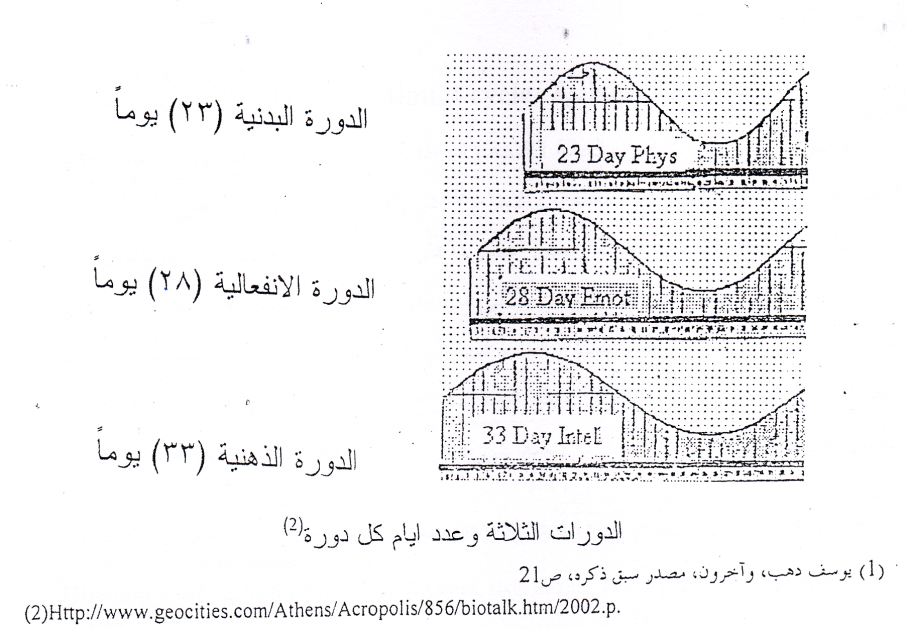 الدورة البدنية (٢٣) يوماً
23 Day Phys
الدورة الانفعالية (٢٨) يوماً
28 Day Emot
الدورة الذهنية (٣٣) يوماً
33 Day Intell
الدورات الثلاثة وعدد ايام كل دورة(2)
(1) يوسف دهب، وآخرون، مصدر سبق ذكره، ص21
(2)Http://www.geocities.com/Athens/Acropolis/856/biotalk.htm/2002.p.